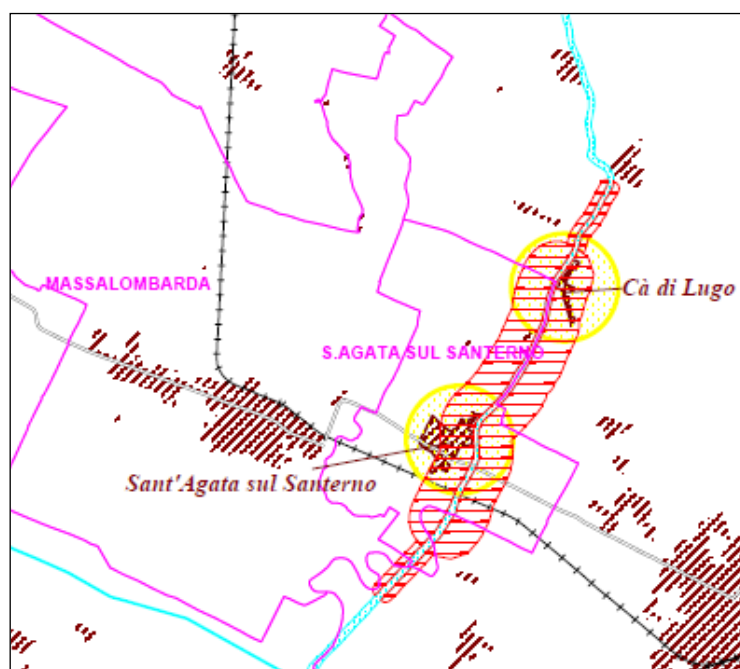 MASSALOMBARDA
Cà di Lugo
S.AGATA SUL SANTERNO
Sant'Agata sul Santerno